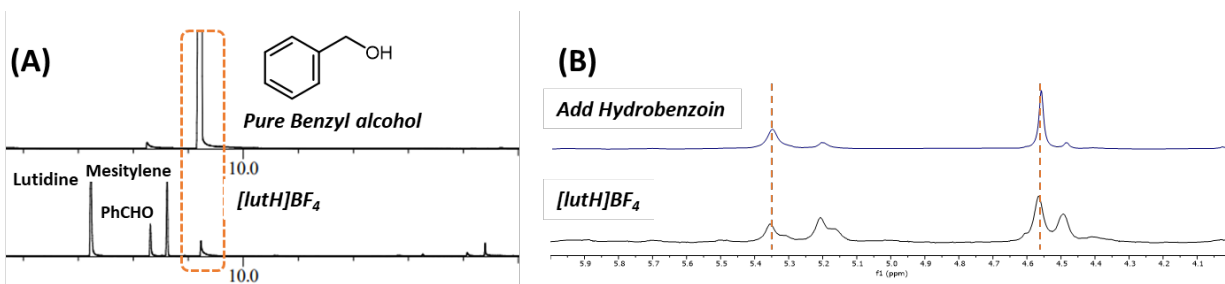 (A)
OH
Pure Benzyl alcohol
10.0
Lutidine
Mesitylene
PhCHO
[lutH]BF4
10.0
(B)
Add Hydrobenzoin
[lutH]BF4
5.9 5.8 5.7 5.6 5.5 5.4 5.3 5.2 5.1 5.0 4.9 4.8 4.7 4.6 4.5 4.4 4.3 4.2 4.1
f1 (ppm)